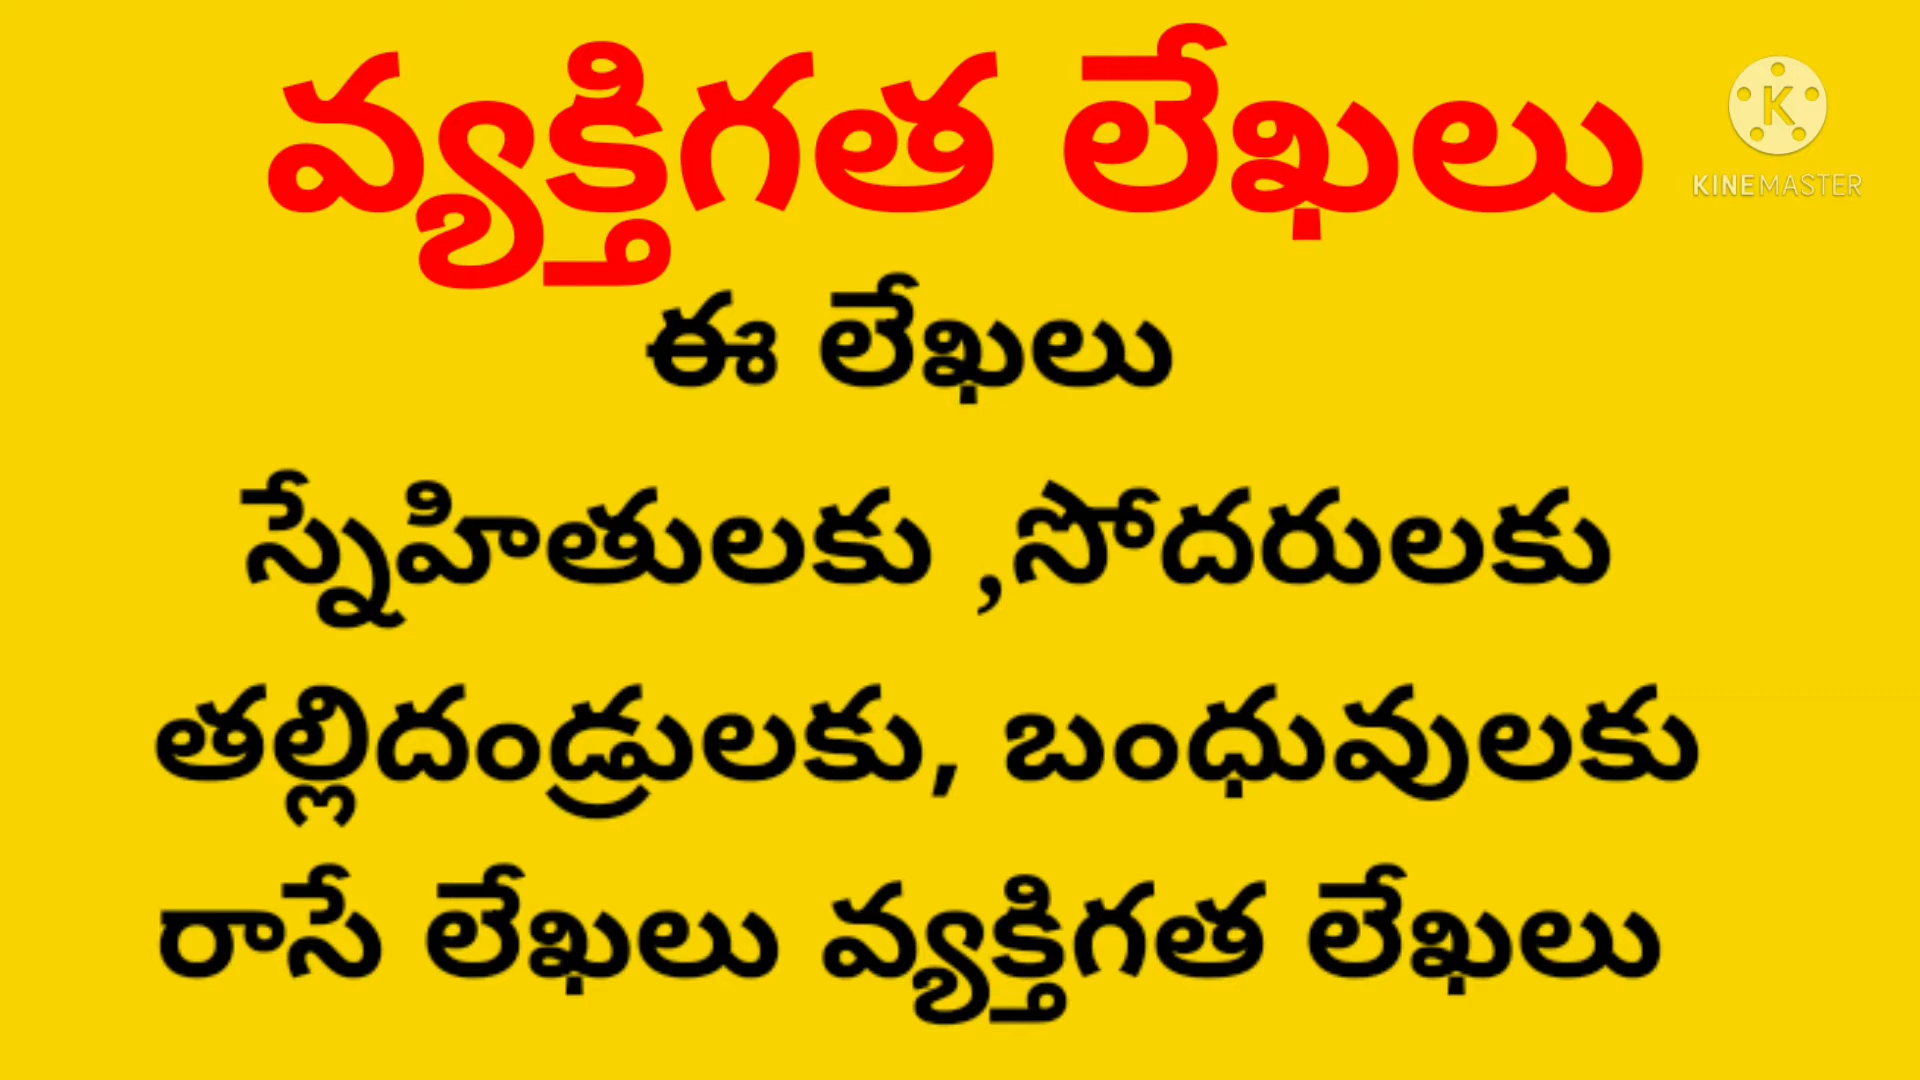 వ్యక్తిగత లేఖలు
KINEMASTER
ఈ లేఖలు
స్నేహితులకు ,సోదరులకు
తల్లిదండ్రులకు, బంధువులకు
రాసే లేఖలు వ్యక్తిగత లేఖలు